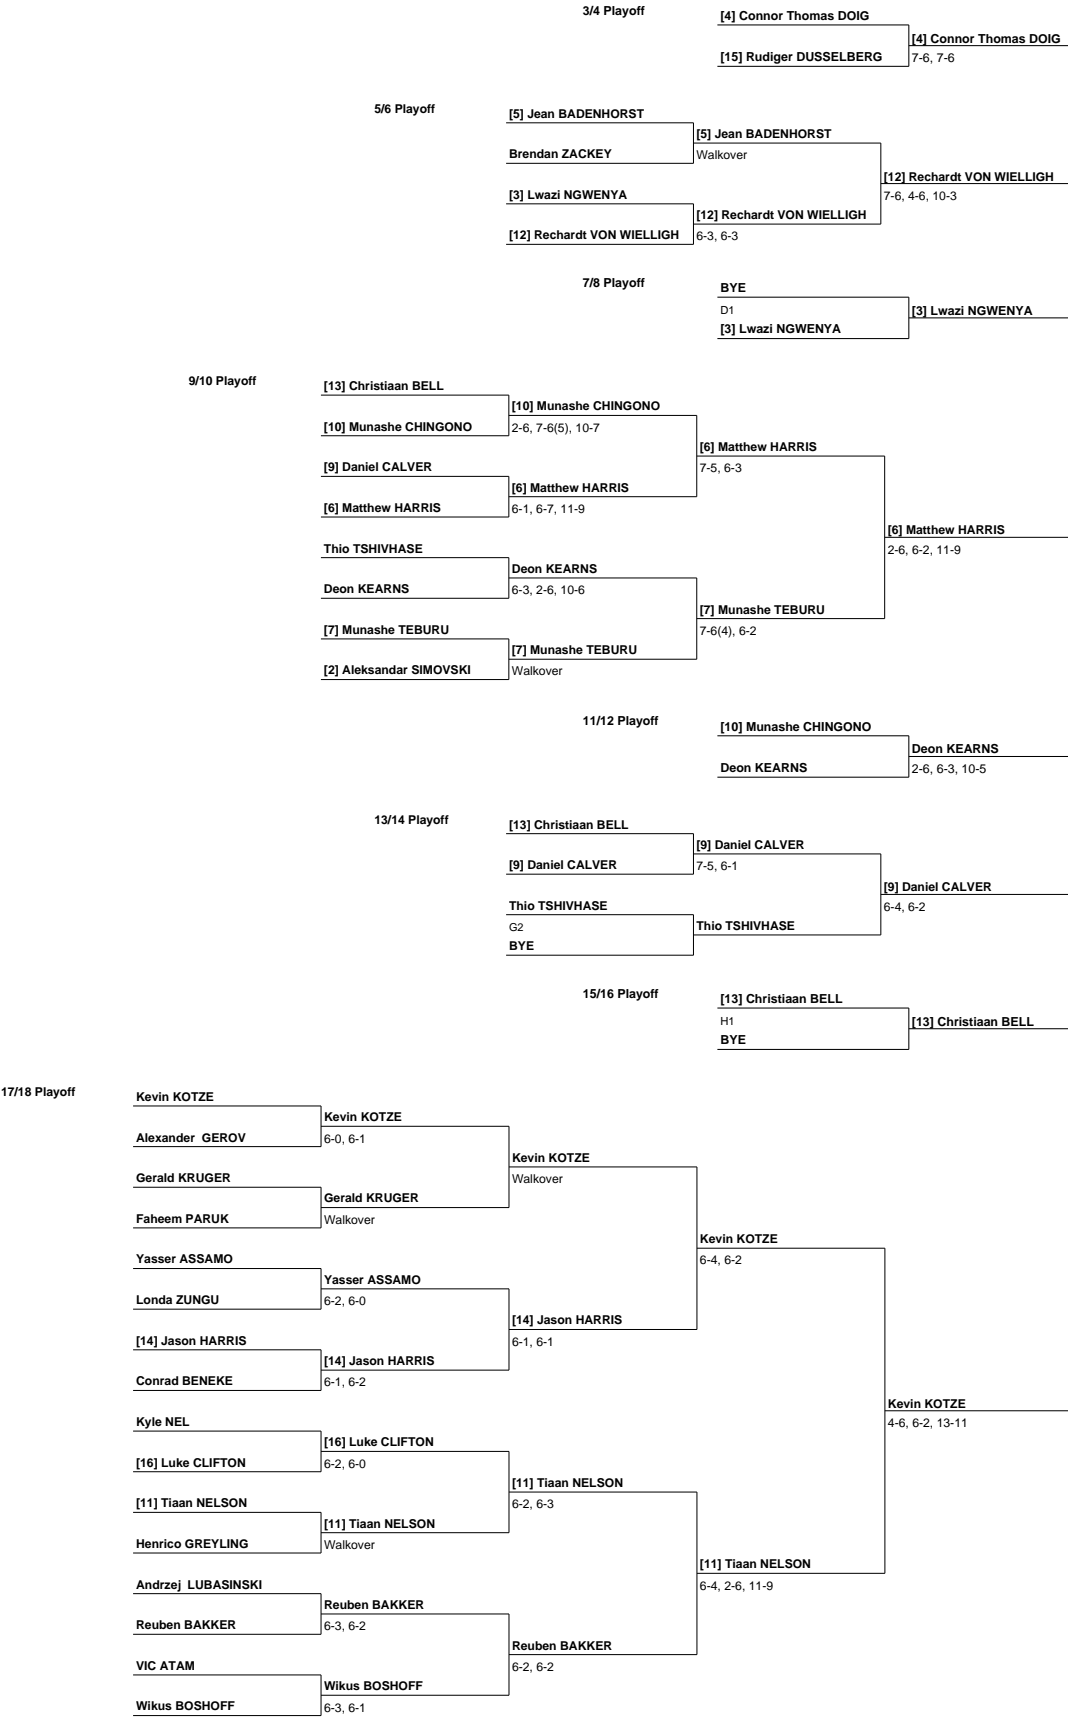 3/4 Playoff
[4] Connor Thomas DOIG
[4] Connor Thomas DOIG
[15] Rudiger DUSSELBERG
7-6, 7-6
5/6 Playoff
[5] Jean BADENHORST
[5] Jean BADENHORST
Brendan ZACKEY
Walkover
[12] Rechardt VON WIELLIGH
[3] Lwazi NGWENYA
7-6, 4-6, 10-3
[12] Rechardt VON WIELLIGH
[12] Rechardt VON WIELLIGH
6-3, 6-3
7/8 Playoff
BYE
D1
[3] Lwazi NGWENYA
[3] Lwazi NGWENYA
9/10 Playoff
[13] Christiaan BELL
[10] Munashe CHINGONO
[10] Munashe CHINGONO
2-6, 7-6(5), 10-7
[6] Matthew HARRIS
[9] Daniel CALVER
7-5, 6-3
[6] Matthew HARRIS
[6] Matthew HARRIS
6-1, 6-7, 11-9
[6] Matthew HARRIS
Thio TSHIVHASE
2-6, 6-2, 11-9
Deon KEARNS
Deon KEARNS
6-3, 2-6, 10-6
[7] Munashe TEBURU
[7] Munashe TEBURU
7-6(4), 6-2
[7] Munashe TEBURU
[2] Aleksandar SIMOVSKI
Walkover
11/12 Playoff
[10] Munashe CHINGONO
Deon KEARNS
Deon KEARNS
2-6, 6-3, 10-5
13/14 Playoff
[13] Christiaan BELL
[9] Daniel CALVER
[9] Daniel CALVER
7-5, 6-1
[9] Daniel CALVER
Thio TSHIVHASE
6-4, 6-2
G2
Thio TSHIVHASE
BYE
15/16 Playoff
[13] Christiaan BELL
H1
[13] Christiaan BELL
BYE
17/18 Playoff
Kevin KOTZE
Kevin KOTZE
Alexander GEROV
6-0, 6-1
Kevin KOTZE
Gerald KRUGER
Walkover
Gerald KRUGER
Faheem PARUK
Walkover
Kevin KOTZE
Yasser ASSAMO
6-4, 6-2
Yasser ASSAMO
Londa ZUNGU
6-2, 6-0
[14] Jason HARRIS
[14] Jason HARRIS
6-1, 6-1
[14] Jason HARRIS
Conrad BENEKE
6-1, 6-2
Kevin KOTZE
Kyle NEL
4-6, 6-2, 13-11
[16] Luke CLIFTON
[16] Luke CLIFTON
6-2, 6-0
[11] Tiaan NELSON
[11] Tiaan NELSON
6-2, 6-3
[11] Tiaan NELSON
Henrico GREYLING
Walkover
[11] Tiaan NELSON
Andrzej LUBASINSKI
6-4, 2-6, 11-9
Reuben BAKKER
Reuben BAKKER
6-3, 6-2
Reuben BAKKER
VIC ATAM
6-2, 6-2
Wikus BOSHOFF
Wikus BOSHOFF
6-3, 6-1